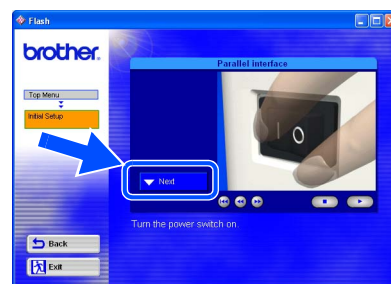 Flash
brother.
Parallel Interface
Top Menu
Initial Setup
Next
Turn the power switch on.
Back
Exit